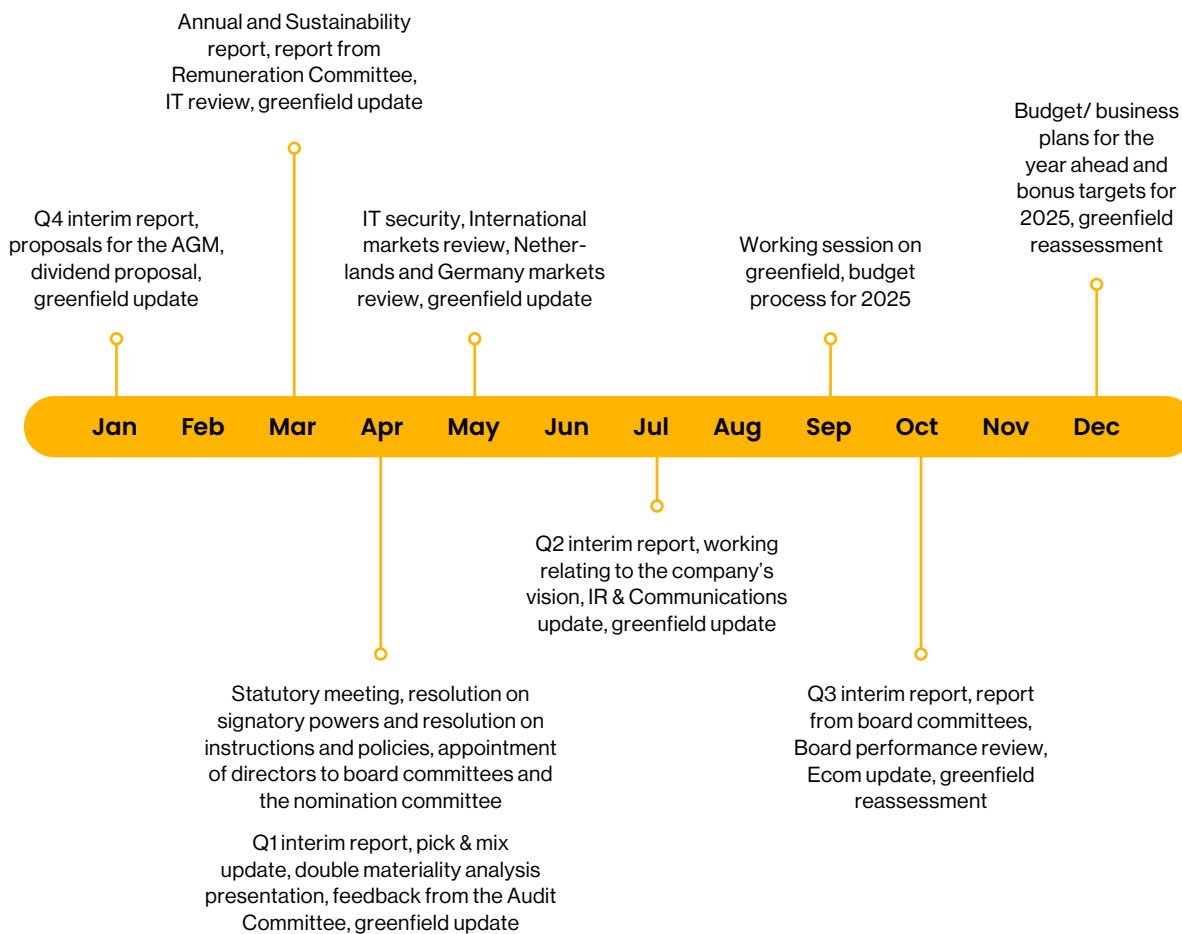 Annual and Sustainability
report, report from
Remuneration Committee,
IT review, greenfield update
Budget/ business
plans for the
year ahead and
bonus targets for
2025, greenfield
reassessment
Q4 interim report,
proposals for the AGM,
dividend proposal,
greenfield update
IT security, International
markets review, Nether-
lands and Germany markets
review, greenfield update
Working session on
greenfield, budget
process for 2025
Jan Feb Mar Apr May Jun Jul Aug Sep Oct Nov Dec
Q2 interim report, working
relating to the company’s
vision, IR & Communications
update, greenfield update
Statutory meeting, resolution on
signatory powers and resolution on
instructions and policies, appointment
of directors to board committees and
the nomination committee
Q1 interim report, pick & mix
update, double materiality analysis
presentation, feedback from the Audit
Committee, greenfield update
Q3 interim report, report
from board committees,
Board performance review,
Ecom update, greenfield
reassessment